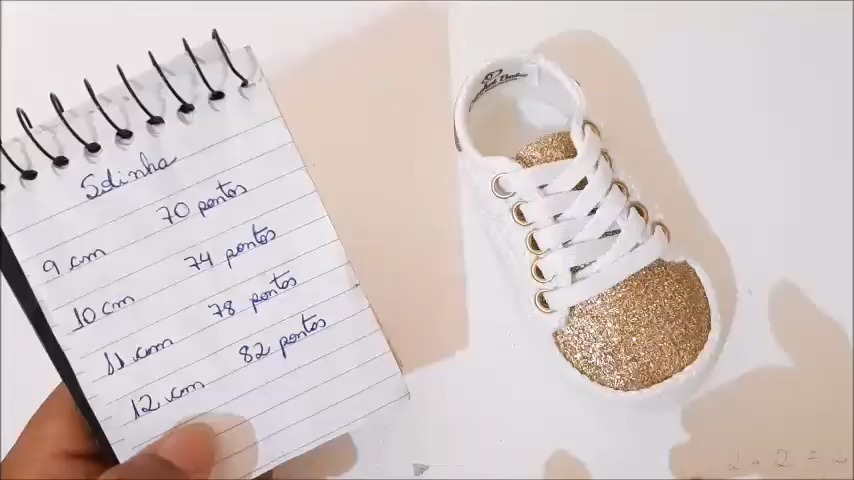 Solinha
9 cm 70 pontos
10 cm 74 pontos
11 cm 78 pontos
12 cm 82 pontos